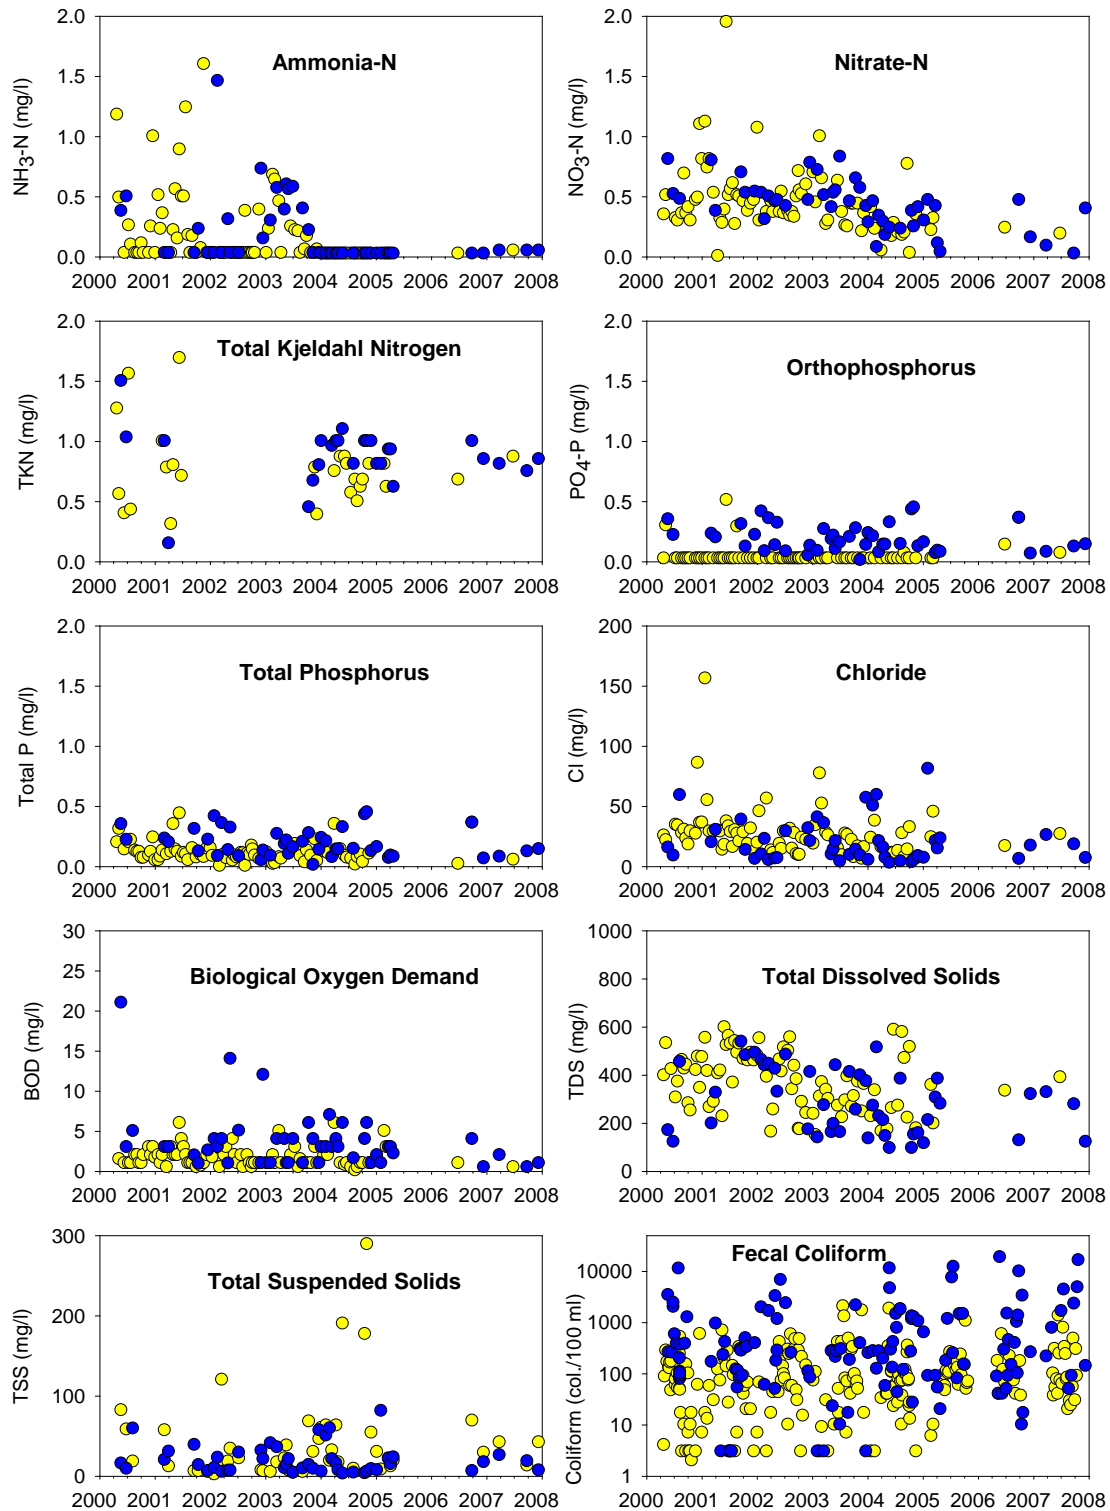 Ammonia-N
NH3-N (mg/l)
2.0
1.5
1.0
0.5
0.0
2000 2001 2002 2003 2004 2005 2006 2007 2008
Nitrate-N
NO3-N (mg/l)
2.0
1.5
1.0
0.5
0.0
2000 2001 2002 2003 2004 2005 2006 2007 2008
Total Kjeldahl Nitrogen
TKN (mg/l)
2.0
1.5
1.0
0.5
0.0
2000 2001 2002 2003 2004 2005 2006 2007 2008
Orthophosphorus
PO4-P (mg/l)
2.0
1.5
1.0
0.5
0.0
2000 2001 2002 2003 2004 2005 2006 2007 2008
Total Phosphorus
Total P (mg/l)
2.0
1.5
1.0
0.5
0.0
2000 2001 2002 2003 2004 2005 2006 2007 2008
Chloride
Cl (mg/l)
200
150
100
50
0
2000 2001 2002 2003 2004 2005 2006 2007 2008
Biological Oxygen Demand
BOD (mg/l)
30
25
20
15
10
5
0
2000 2001 2002 2003 2004 2005 2006 2007 2008
Total Dissolved Solids
TDS (mg/l)
1000
800
600
400
200
0
2000 2001 2002 2003 2004 2005 2006 2007 2008
Total Suspended Solids
TSS (mg/l)
300
200
100
0
2000 2001 2002 2003 2004 2005 2006 2007 2008
Fecal Coliform
Coliform (col./100 ml)
10000
1000
100
10
1
2000 2001 2002 2003 2004 2005 2006 2007 2008